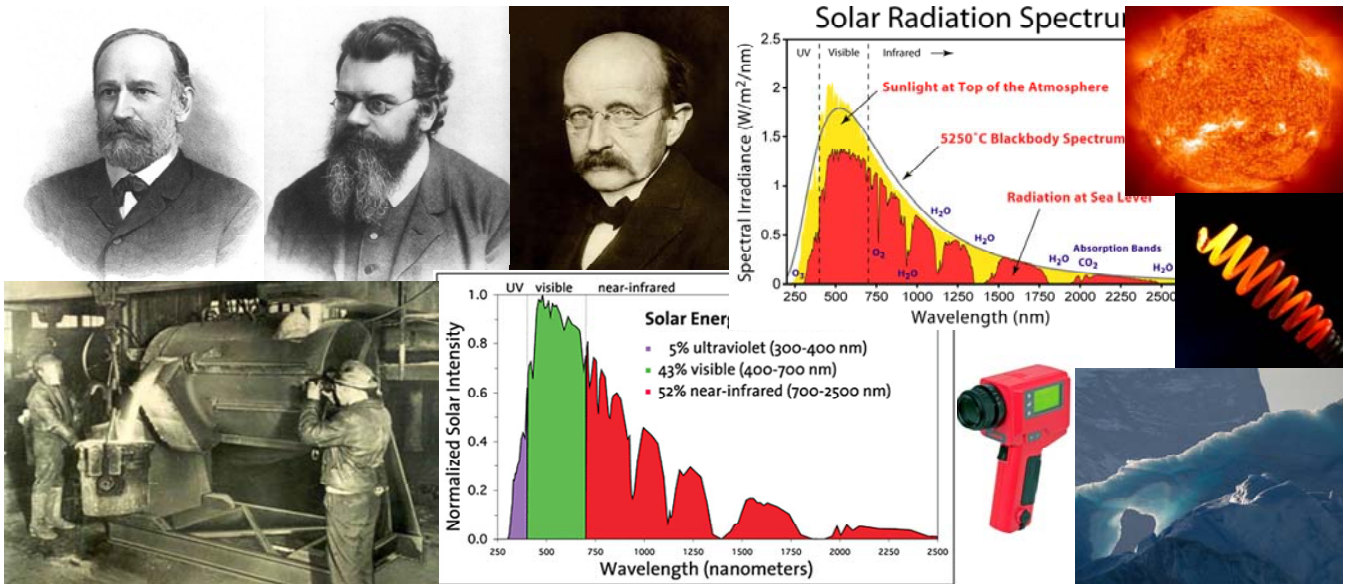 Solar Radiation Spectru
Spectral Irradiance (W/m²/nm)
2.5
2
1.5
1
0.5
0
UV
Visible
Infrared →
Sunlight at Top of the Atmosphere
5250°C Blackbody Spectrum
Radiation at Sea Level
H₂O
H₂O
Absorption Bands
H₂O
CO₂
H₂O
O₂
O₃
H₂O
250 500 750 1000 1250 1500 1750 2000 2250 2500
Wavelength (nm)
UV visible near-infrared
Normalized Solar Intensity
1.0
0.8
0.6
0.4
0.2
0.0
Solar Energ
5% ultraviolet (300-400 nm)
43% visible (400-700 nm)
52% near-infrared (700-2500 nm)
250 500 750 1000 1250 1500 1750 2000 2250 2500
Wavelength (nanometers)